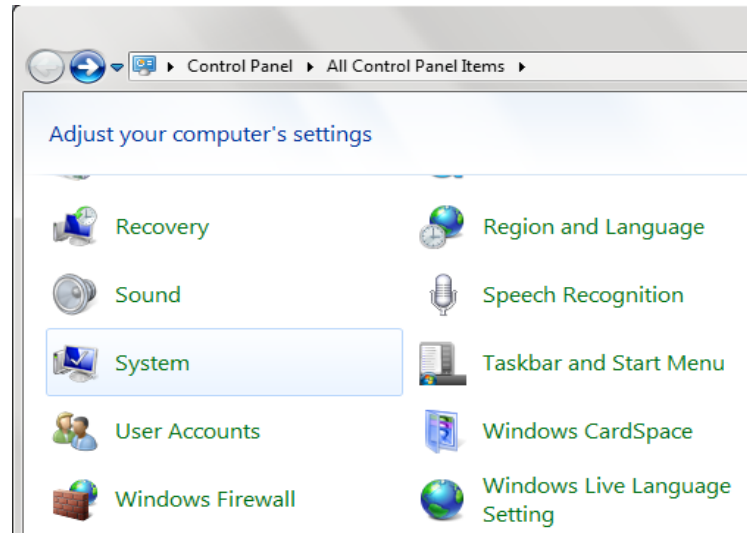 Control Panel All Control Panel Items
Adjust your computer's settings
Recovery Region and Language
Sound Speech Recognition
System Taskbar and Start Menu
User Accounts Windows CardSpace
Windows Firewall Windows Live Language
Setting